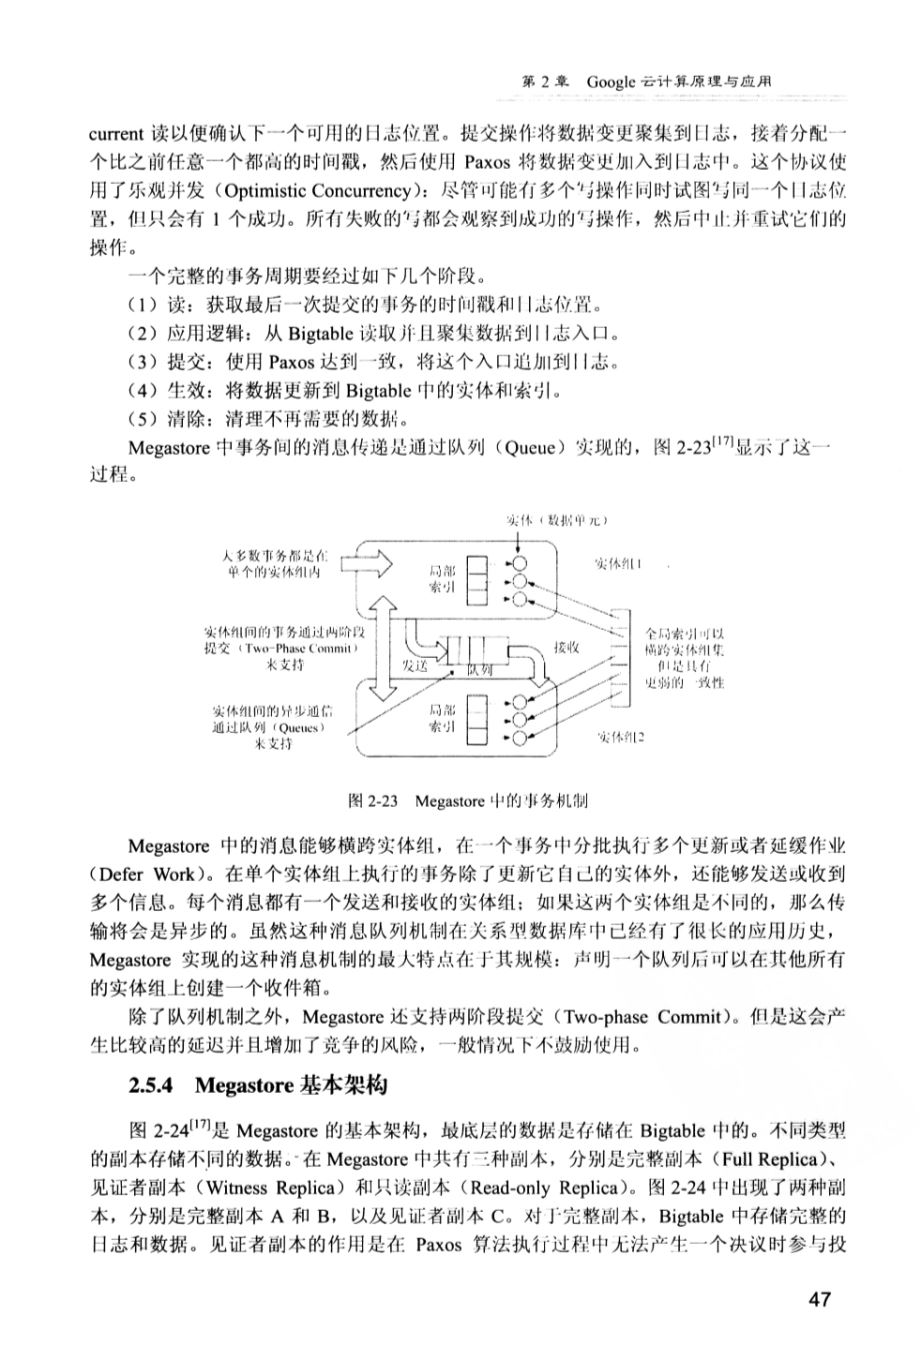 第 2 章 Google 云计算原理与应用
current 读以便确认下一个可用的日志位置。提交操作将数据变更聚集到日志，接着分配一
个比之前任意一个都高的时间戳，然后使用 Paxos 将数据变更加入到日志中。这个协议使
用了乐观并发（Optimistic Concurrency）：尽管可能有多个写操作同时试图写同一个日志位
置，但只会有 1 个成功。所有失败的写都会观察到成功的写操作，然后中止并重试它们的
操作。
一个完整的事务周期要经过如下几个阶段。
（1）读：获取最后一次提交的事务的时间戳和日志位置。
（2）应用逻辑：从 Bigtable 读取并且聚集数据到日志入口。
（3）提交：使用 Paxos 达到一致，将这个入口追加到日志。
（4）生效：将数据更新到 Bigtable 中的实体和索引。
（5）清除：清理不再需要的数据。
Megastore 中事务间的消息传递是通过队列（Queue）实现的，图 2-23[17]显示了这一
过程。
实体（数据单元）
大多数事务都是在
单个的实体组内
局部
索引
实体组1
实体组间的事务通过两阶段
提交（Two-Phase Commit）
来支持
发送
队列
接收
全局索引可以
横跨实体组集
但是具有
更弱的一致性
实体组间的异步通信
通过队列（Queues）
来支持
局部
索引
实体组2
图 2-23 Megastore 中的事务机制
Megastore 中的消息能够横跨实体组，在一个事务中分批执行多个更新或者延缓作业
（Defer Work）。在单个实体组上执行的事务除了更新它自己的实体外，还能够发送或收到
多个信息。每个消息都有一个发送和接收的实体组；如果这两个实体组是不同的，那么传
输将会是异步的。虽然这种消息队列机制在关系型数据库中已经有了很长的应用历史，
Megastore 实现的这种消息机制的最大特点在于其规模：声明一个队列后可以在其他所有
的实体组上创建一个收件箱。
除了队列机制之外，Megastore 还支持两阶段提交（Two-phase Commit）。但是这会产
生比较高的延迟并且增加了竞争的风险，一般情况下不鼓励使用。
2.5.4 Megastore 基本架构
图 2-24[17]是 Megastore 的基本架构，最底层的数据是存储在 Bigtable 中的。不同类型
的副本存储不同的数据。在 Megastore 中共有三种副本，分别是完整副本（Full Replica）、
见证者副本（Witness Replica）和只读副本（Read-only Replica）。图 2-24 中出现了两种副
本，分别是完整副本 A 和 B，以及见证者副本 C。对于完整副本，Bigtable 中存储完整的
日志和数据。见证者副本的作用是在 Paxos 算法执行过程中无法产生一个决议时参与投
47